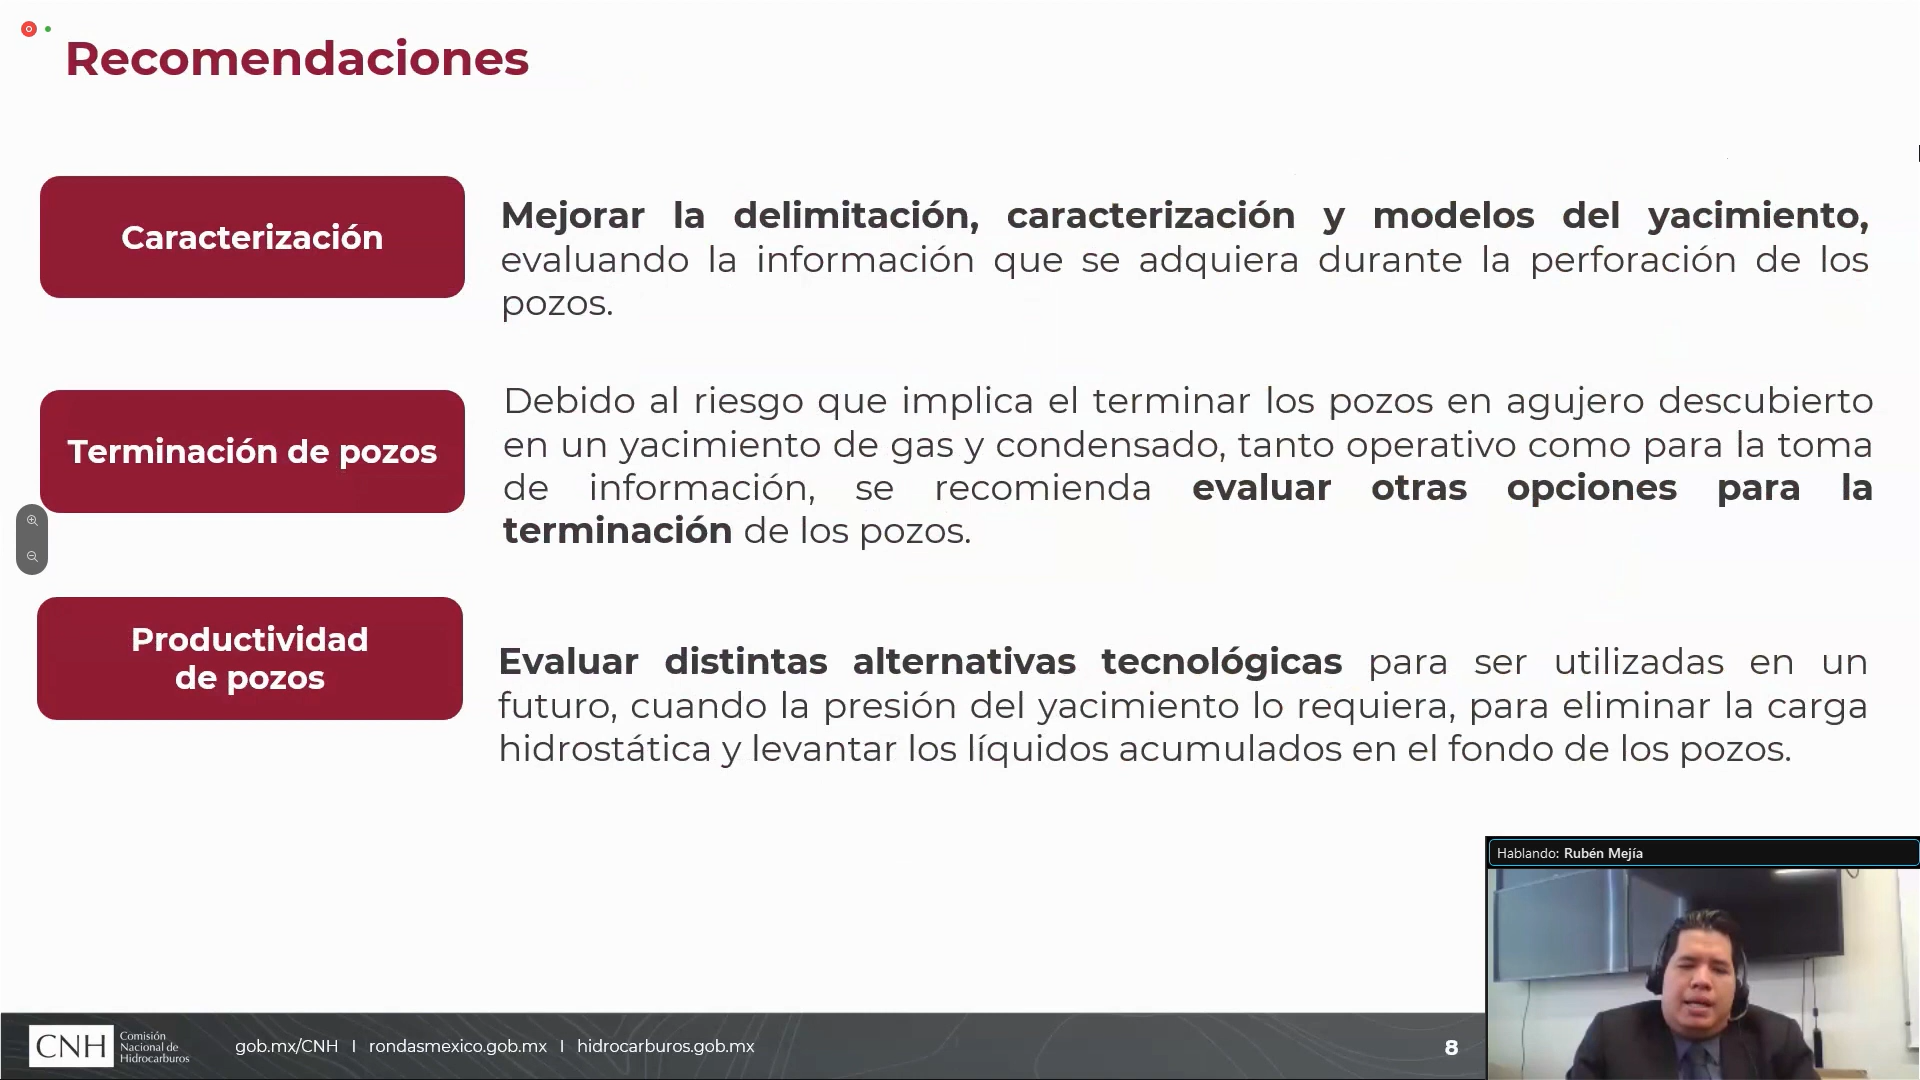 Recomendaciones
Caracterización
Mejorar la delimitación, caracterización y modelos del yacimiento,
evaluando la información que se adquiera durante la perforación de los
pozos.
Terminación de pozos
Debido al riesgo que implica el terminar los pozos en agujero descubierto
en un yacimiento de gas y condensado, tanto operativo como para la toma
de información, se recomienda evaluar otras opciones para la
terminación de los pozos.
Productividad
de pozos
Evaluar distintas alternativas tecnológicas para ser utilizadas en un
futuro, cuando la presión del yacimiento lo requiera, para eliminar la carga
hidrostática y levantar los líquidos acumulados en el fondo de los pozos.
Hablando: Rubén Mejía
CNH
Comisión
Nacional de
Hidrocarburos
gob.mx/CNH I rondasmexico.gob.mx I hidrocarburos.gob.mx
8